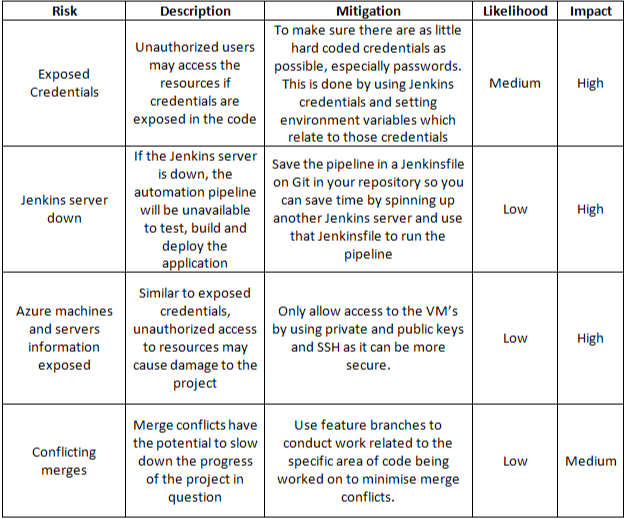 Risk Description Mitigation Likelihood Impact
Exposed
Credentials
Unauthorized users
may access the
resources if
credentials are
exposed in the code
To make sure there are as little
hard coded credentials as
possible, especially passwords.
This is done by using Jenkins
credentials and setting
environment variables which
relate to those credentials
Medium
High
Jenkins server
down
If the Jenkins server
is down, the
automation pipeline
will be unavailable
to test, build and
deploy the
application
Save the pipeline in a Jenkinsfile
on Git in your repository so you
can save time by spinning up
another Jenkins server and use
that Jenkinsfile to run the
pipeline
Low
High
Azure machines
and servers
information
exposed
Similar to exposed
credentials,
unauthorized access
to resources may
cause damage to the
project
Only allow access to the VM’s
by using private and public keys
and SSH as it can be more
secure.
Low
High
Conflicting
merges
Merge conflicts have
the potential to slow
down the progress
of the project in
question
Use feature branches to
conduct work related to the
specific area of code being
worked on to minimise merge
conflicts.
Low
Medium